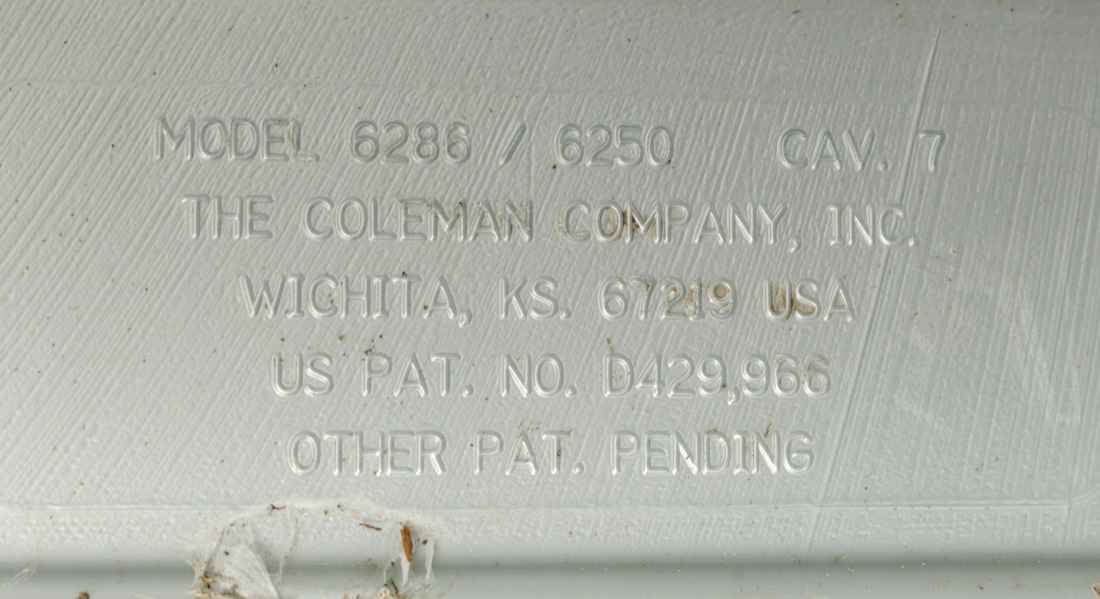 MODEL 6286 / 6250 CAV. 7
THE COLEMAN COMPANY, INC.
WICHITA, KS. 67219 USA
US PAT. NO. D429,966
OTHER PAT. PENDING